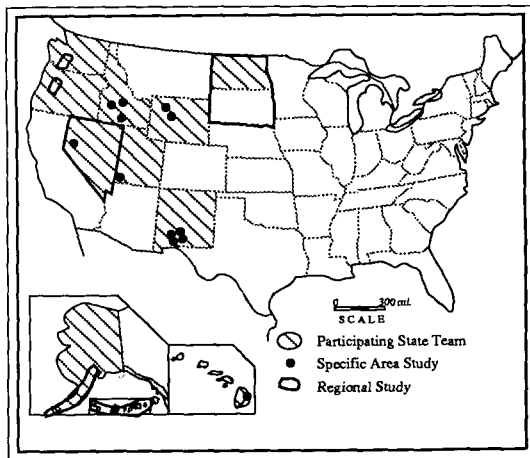 0 300 mi.
SCALE
Participating State Team
Specific Area Study
Regional Study